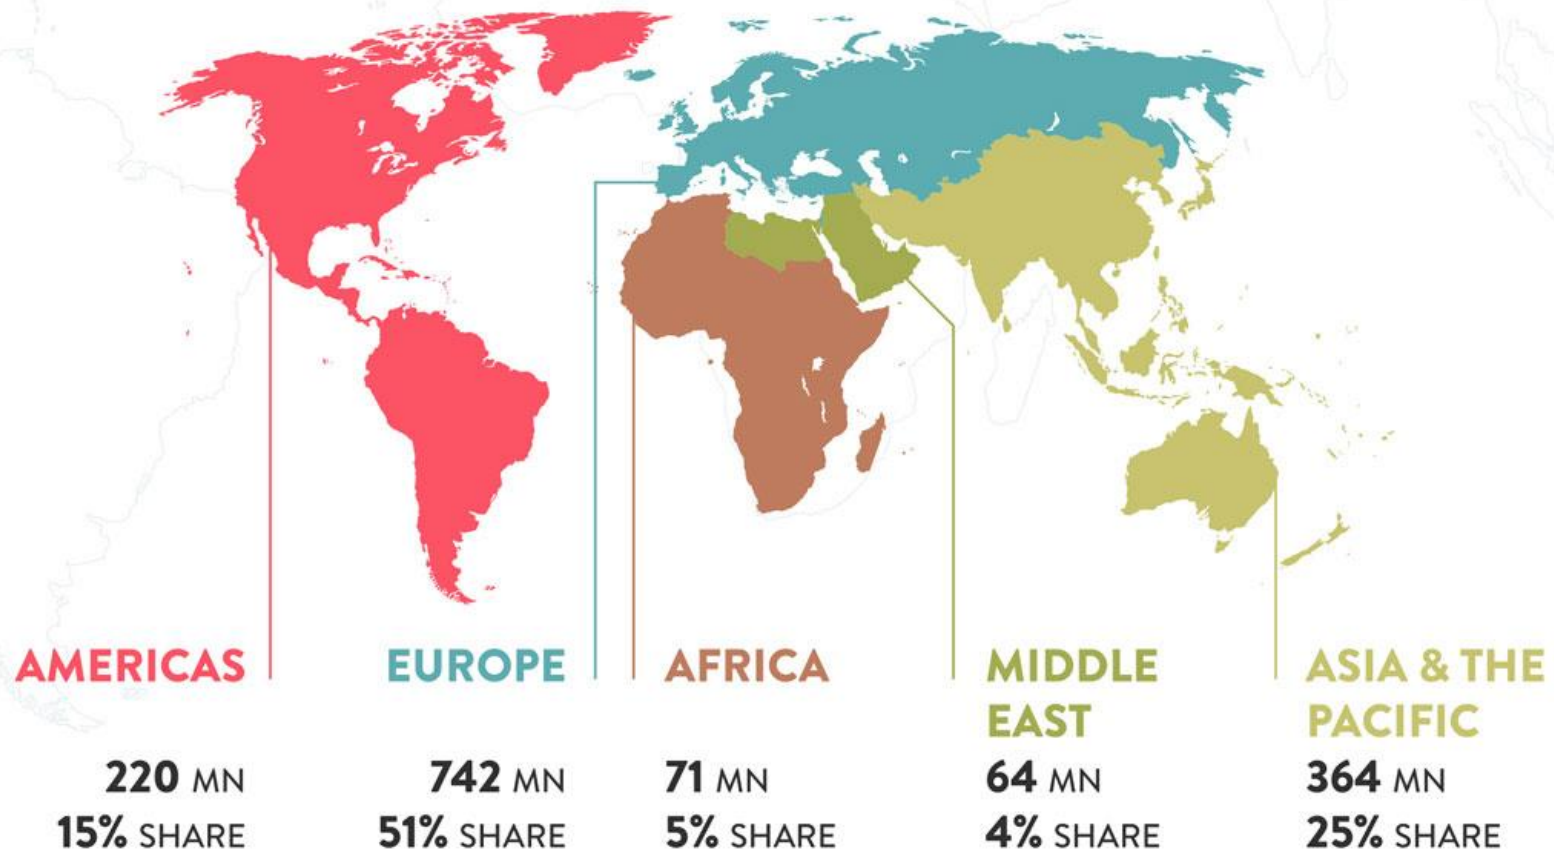 AMERICAS
220 MN
15% SHARE
EUROPE
742 MN
51% SHARE
AFRICA
71 MN
5% SHARE
MIDDLE
EAST
64 MN
4% SHARE
ASIA & THE
PACIFIC
364 MN
25% SHARE